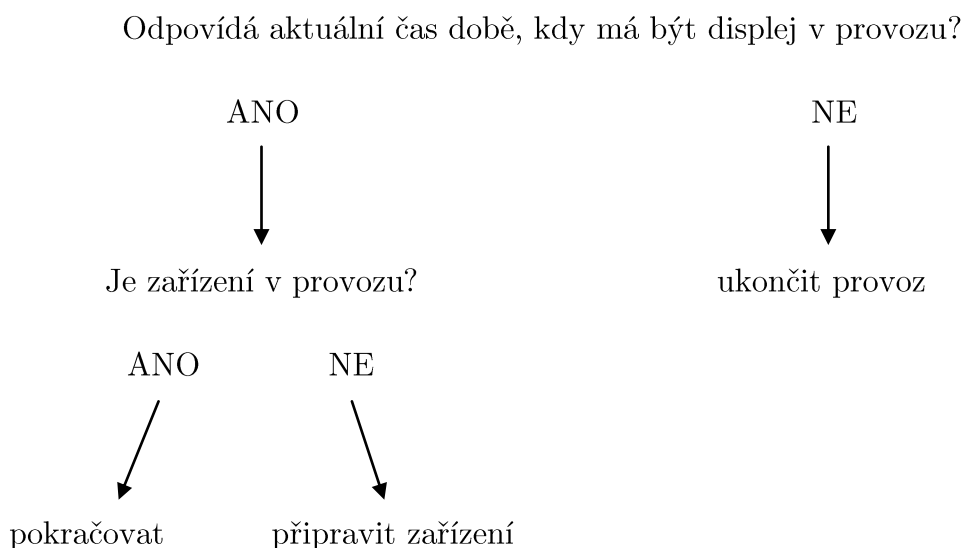 Odpovídá aktuální čas době, kdy má být displej v provozu?
ANO NE
Je zařízení v provozu? ukončit provoz
ANO NE
pokračovat připravit zařízení